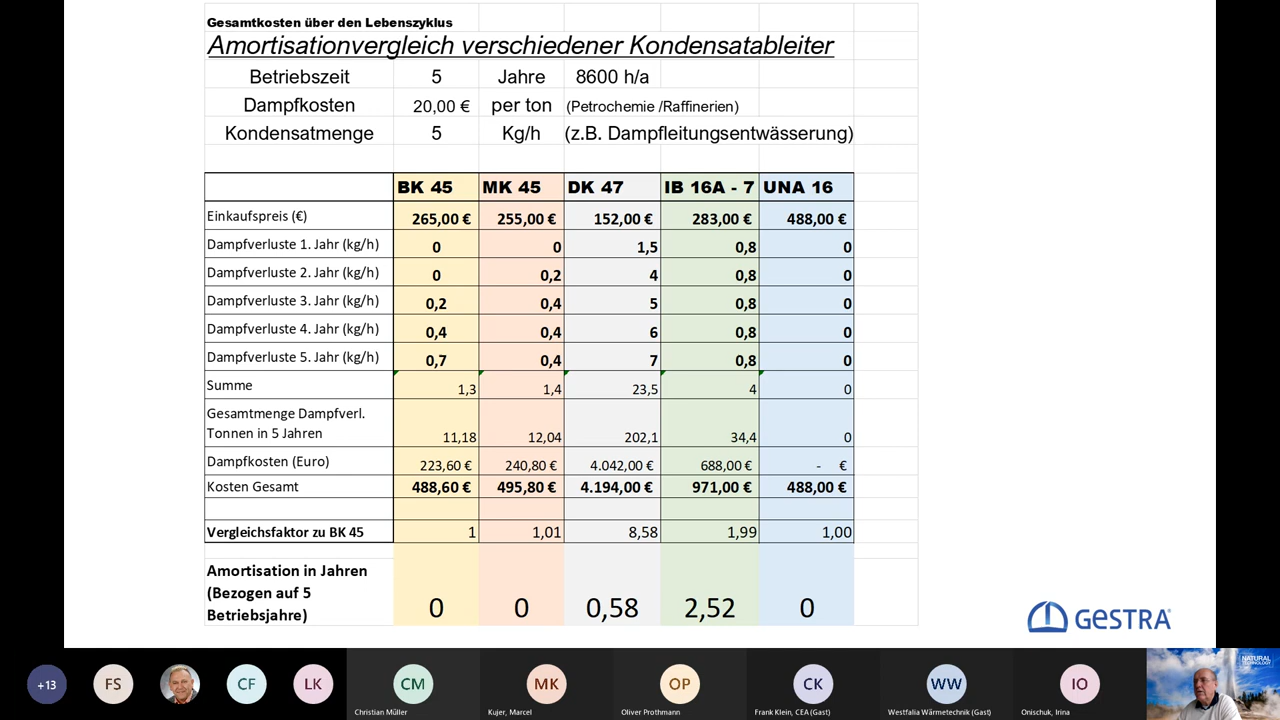 Gesamtkosten über den Lebenszyklus
Amortisationvergleich verschiedener Kondensatableiter
Betriebszeit 5 Jahre 8600 h/a
Dampfkosten 20,00 € per ton (Petrochemie /Raffinerien)
Kondensatmenge 5 Kg/h (z.B. Dampfleitungsentwässerung)
BK 45 MK 45 DK 47 IB 16A - 7 UNA 16
Einkaufspreis (€) 265,00 € 255,00 € 152,00 € 283,00 € 488,00 €
Dampfverluste 1. Jahr (kg/h) 0 0 1,5 0,8 0
Dampfverluste 2. Jahr (kg/h) 0 0,2 4 0,8 0
Dampfverluste 3. Jahr (kg/h) 0,2 0,4 5 0,8 0
Dampfverluste 4. Jahr (kg/h) 0,4 0,4 6 0,8 0
Dampfverluste 5. Jahr (kg/h) 0,7 0,4 7 0,8 0
Summe 1,3 1,4 23,5 4 0
Gesamtmenge Dampfverl.
Tonnen in 5 Jahren 11,18 12,04 202,1 34,4 0
Dampfkosten (Euro) 223,60 € 240,80 € 4.042,00 € 688,00 € - €
Kosten Gesamt 488,60 € 495,80 € 4.194,00 € 971,00 € 488,00 €
Vergleichsfaktor zu BK 45 1 1,01 8,58 1,99 1,00
Amortisation in Jahren
(Bezogen auf 5
Betriebsjahre) 0 0 0,58 2,52 0
GESTRA
+13 FS CF LK CM MK OP CK WW IO
Christian Müller Kujer, Marcel Oliver Prothmann Frank Klein, CEA (Gast) Westfalia Wärmetechnik (Gast) Onischuk, Irina
NATURAL
TECHNOLOGY